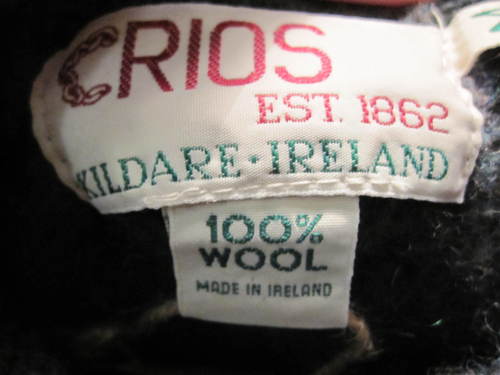 CRIOS
EST. 1862
KILDARE · IRELAND
100%
WOOL
MADE IN IRELAND